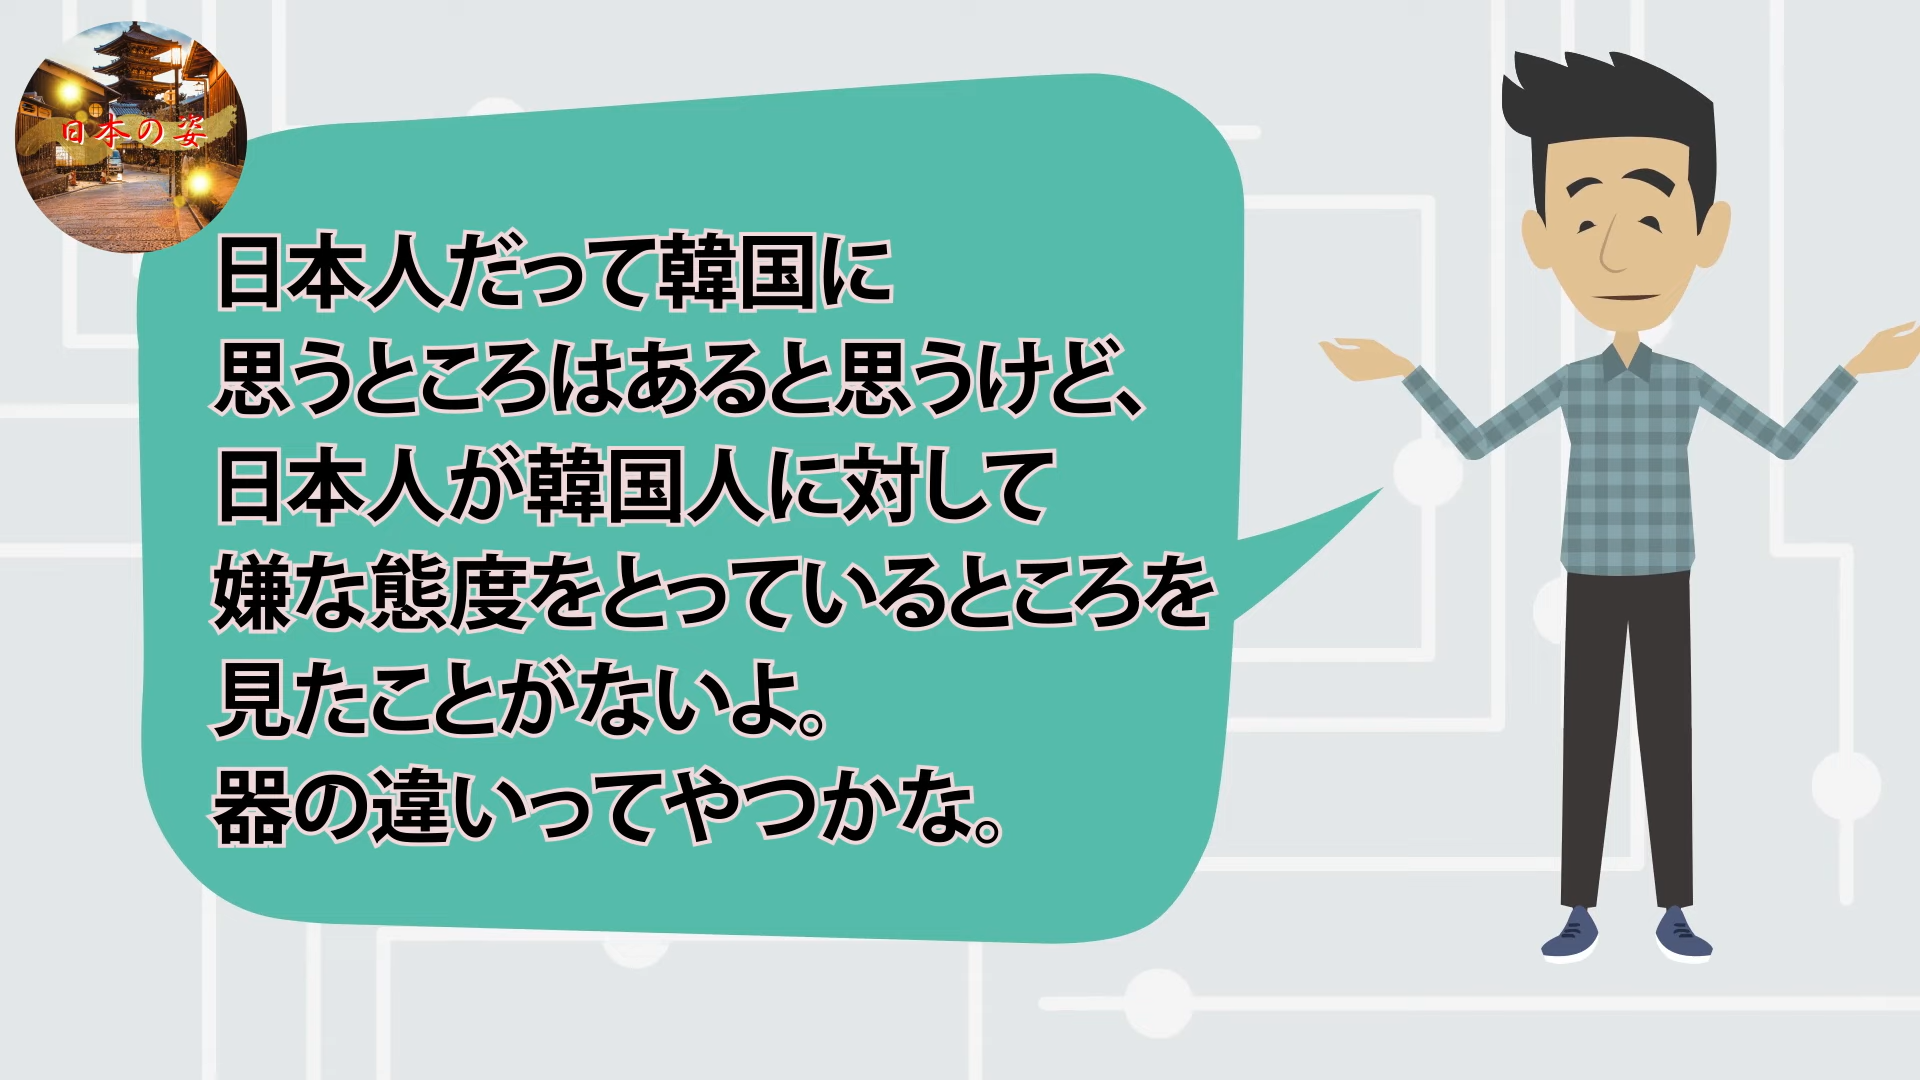 日本の姿
日本人だって韓国に
思うところはあると思うけど、
日本人が韓国人に対して
嫌な態度をとっているところを
見たことがないよ。
器の違いってやつかな。